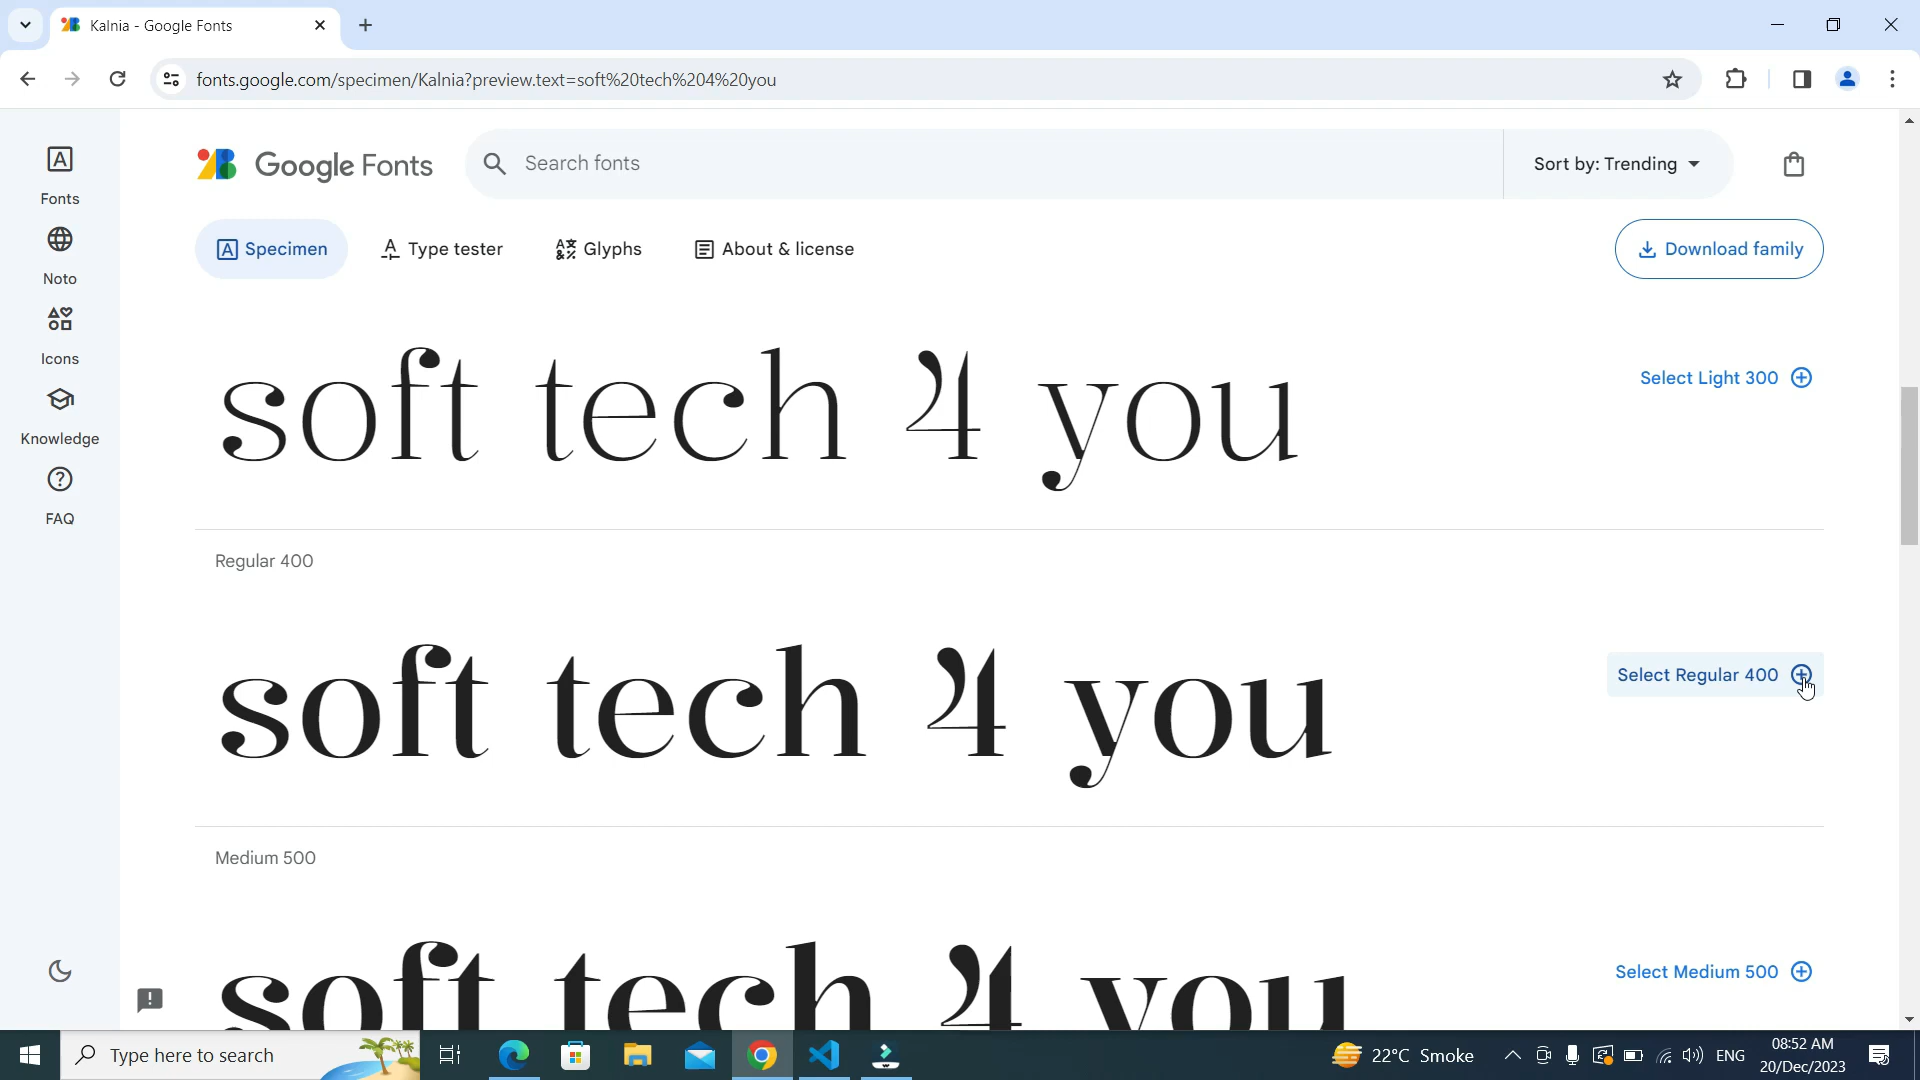 Kalnia - Google Fonts
fonts.google.com/specimen/Kalnia?preview.text=soft%20tech%204%20you
Google Fonts
Search fonts
Sort by: Trending
Fonts
Noto
Icons
Knowledge
FAQ
Specimen
Type tester
Glyphs
About & license
Download family
soft tech 4 you
Select Light 300
Regular 400
soft tech 4 you
Select Regular 400
Medium 500
soft tech 4 you
Select Medium 500
Type here to search
22°C Smoke
ENG
08:52 AM
20/Dec/2023